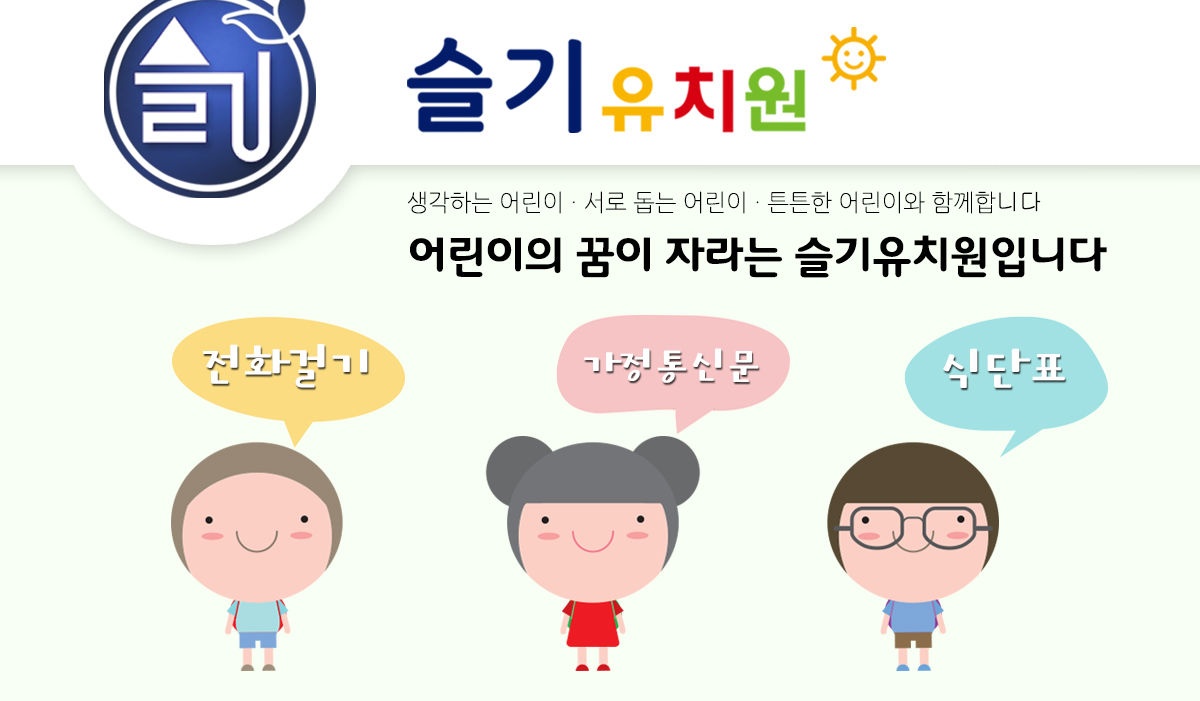 슬기
슬기유치원
생각하는 어린이 · 서로 돕는 어린이 · 튼튼한 어린이와 함께합니다
어린이의 꿈이 자라는 슬기유치원입니다
전화걸기
가정통신문
식단표